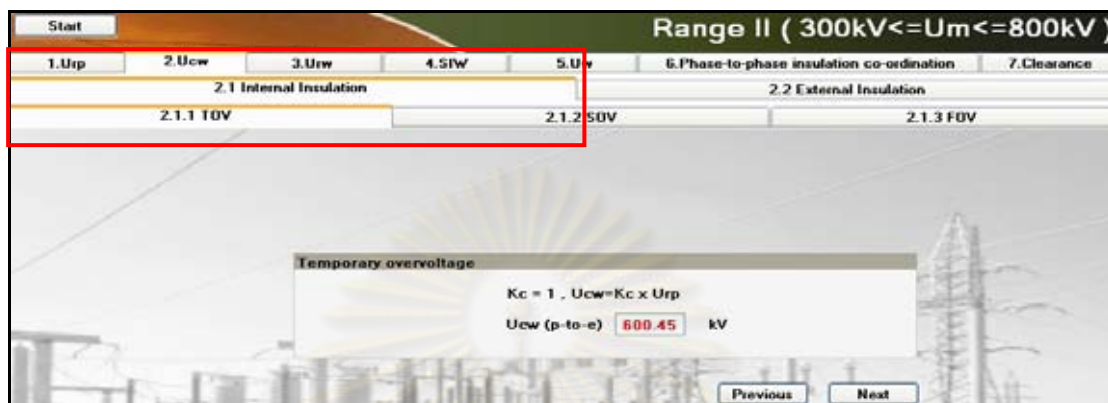 Start
Range II ( 300kV<=Um<=800kV )
1.Urp 2.Ucw 3.Urw 4.SIW 5.Uw 6.Phase-to-phase insulation co-ordination 7.Clearance
2.1 Internal Insulation 2.2 External Insulation
2.1.1 TOV 2.1.2 SOV 2.1.3 FOV
Temporary overvoltage
Kc = 1 , Ucw=Kc x Urp
Ucw (p-to-e) 600.45 kV
Previous Next